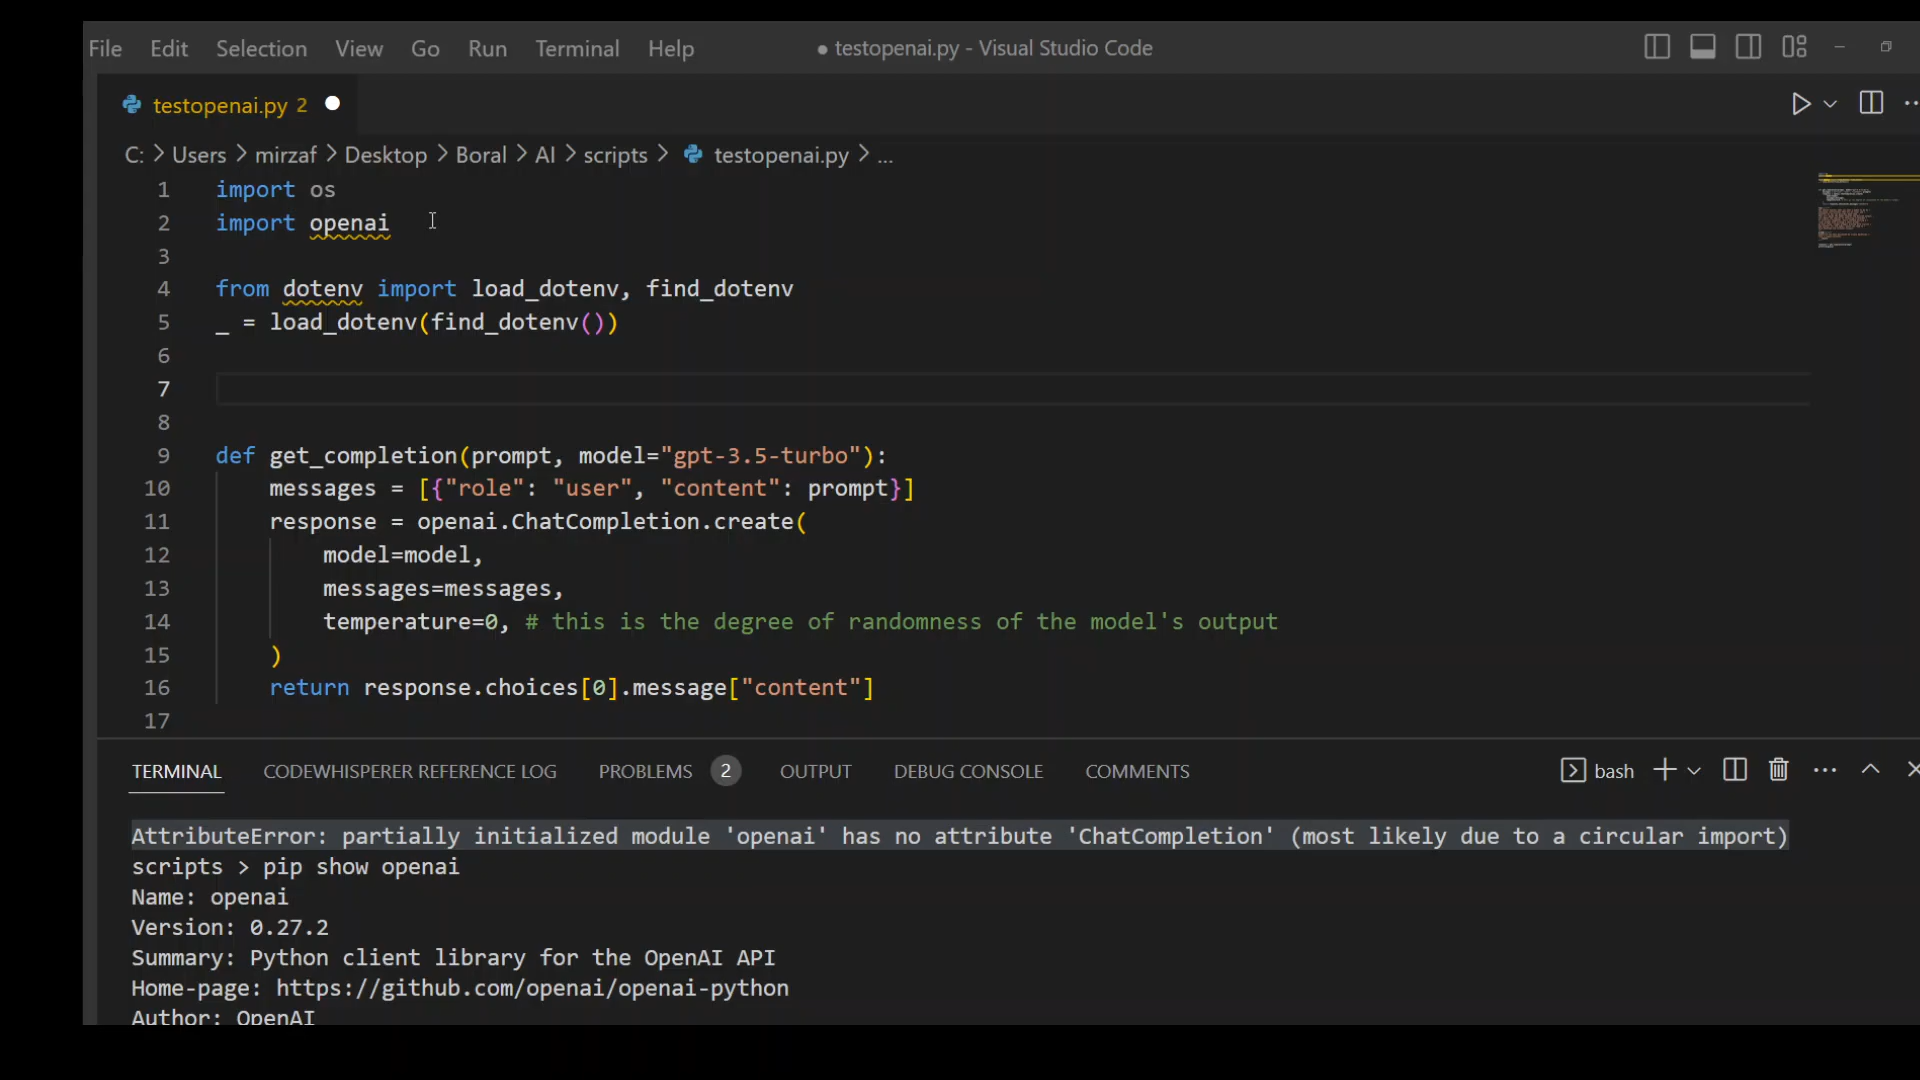 File Edit Selection View Go Run Terminal Help ● testopenai.py - Visual Studio Code
testopenai.py 2 ●
C: > Users > mirzaf > Desktop > Boral > AI > scripts > testopenai.py > ...
1 import os
2 import openai
3
4 from dotenv import load_dotenv, find_dotenv
5 _ = load_dotenv(find_dotenv())
6
7
8
9 def get_completion(prompt, model="gpt-3.5-turbo"):
10     messages = [{"role": "user", "content": prompt}]
11     response = openai.ChatCompletion.create(
12         model=model,
13         messages=messages,
14         temperature=0, # this is the degree of randomness of the model's output
15     )
16     return response.choices[0].message["content"]
17
TERMINAL CODEWHISPERER REFERENCE LOG PROBLEMS 2 OUTPUT DEBUG CONSOLE COMMENTS bash
AttributeError: partially initialized module 'openai' has no attribute 'ChatCompletion' (most likely due to a circular import)
scripts > pip show openai
Name: openai
Version: 0.27.2
Summary: Python client library for the OpenAI API
Home-page: https://github.com/openai/openai-python
Author: OpenAI